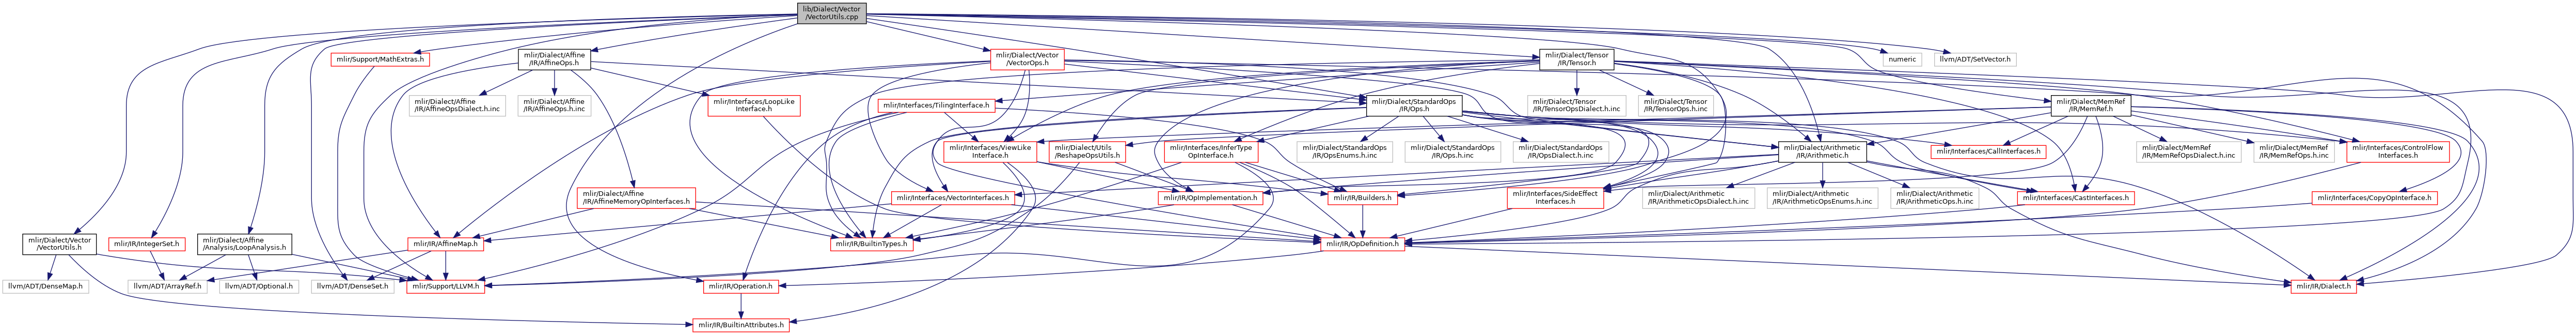 lib/Dialect/Vector
/VectorUtils.cpp
mlir/Support/MathExtras.h
mlir/Dialect/Affine
/IR/AffineOps.h
mlir/Dialect/Vector
/VectorOps.h
mlir/Dialect/Tensor
/IR/Tensor.h
numeric
llvm/ADT/SetVector.h
mlir/Dialect/Affine
/IR/AffineOpsDialect.h.inc
mlir/Dialect/Affine
/IR/AffineOps.h.inc
mlir/Interfaces/LoopLike
Interface.h
mlir/Interfaces/TilingInterface.h
mlir/Dialect/StandardOps
/IR/Ops.h
mlir/Dialect/Tensor
/IR/TensorOpsDialect.h.inc
mlir/Dialect/Tensor
/IR/TensorOps.h.inc
mlir/Dialect/MemRef
/IR/MemRef.h
mlir/Interfaces/ViewLike
Interface.h
mlir/Dialect/Utils
/ReshapeOpsUtils.h
mlir/Interfaces/InferType
OpInterface.h
mlir/Dialect/StandardOps
/IR/OpsEnums.h.inc
mlir/Dialect/StandardOps
/IR/Ops.h.inc
mlir/Dialect/StandardOps
/IR/OpsDialect.h.inc
mlir/Dialect/Arithmetic
/IR/Arithmetic.h
mlir/Interfaces/CallInterfaces.h
mlir/Dialect/MemRef
/IR/MemRefOpsDialect.h.inc
mlir/Dialect/MemRef
/IR/MemRefOps.h.inc
mlir/Interfaces/ControlFlow
Interfaces.h
mlir/Dialect/Affine
/IR/AffineMemoryOpInterfaces.h
mlir/Interfaces/VectorInterfaces.h
mlir/IR/OpImplementation.h
mlir/IR/Builders.h
mlir/Interfaces/SideEffect
Interfaces.h
mlir/Dialect/Arithmetic
/IR/ArithmeticOpsDialect.h.inc
mlir/Dialect/Arithmetic
/IR/ArithmeticOpsEnums.h.inc
mlir/Dialect/Arithmetic
/IR/ArithmeticOps.h.inc
mlir/Interfaces/CastInterfaces.h
mlir/Interfaces/CopyOpInterface.h
mlir/Dialect/Vector
/VectorUtils.h
mlir/IR/IntegerSet.h
mlir/Dialect/Affine
/Analysis/LoopAnalysis.h
mlir/IR/AffineMap.h
mlir/IR/BuiltinTypes.h
mlir/IR/OpDefinition.h
llvm/ADT/DenseMap.h
llvm/ADT/ArrayRef.h
llvm/ADT/Optional.h
llvm/ADT/DenseSet.h
mlir/Support/LLVM.h
mlir/IR/Operation.h
mlir/IR/Dialect.h
mlir/IR/BuiltinAttributes.h